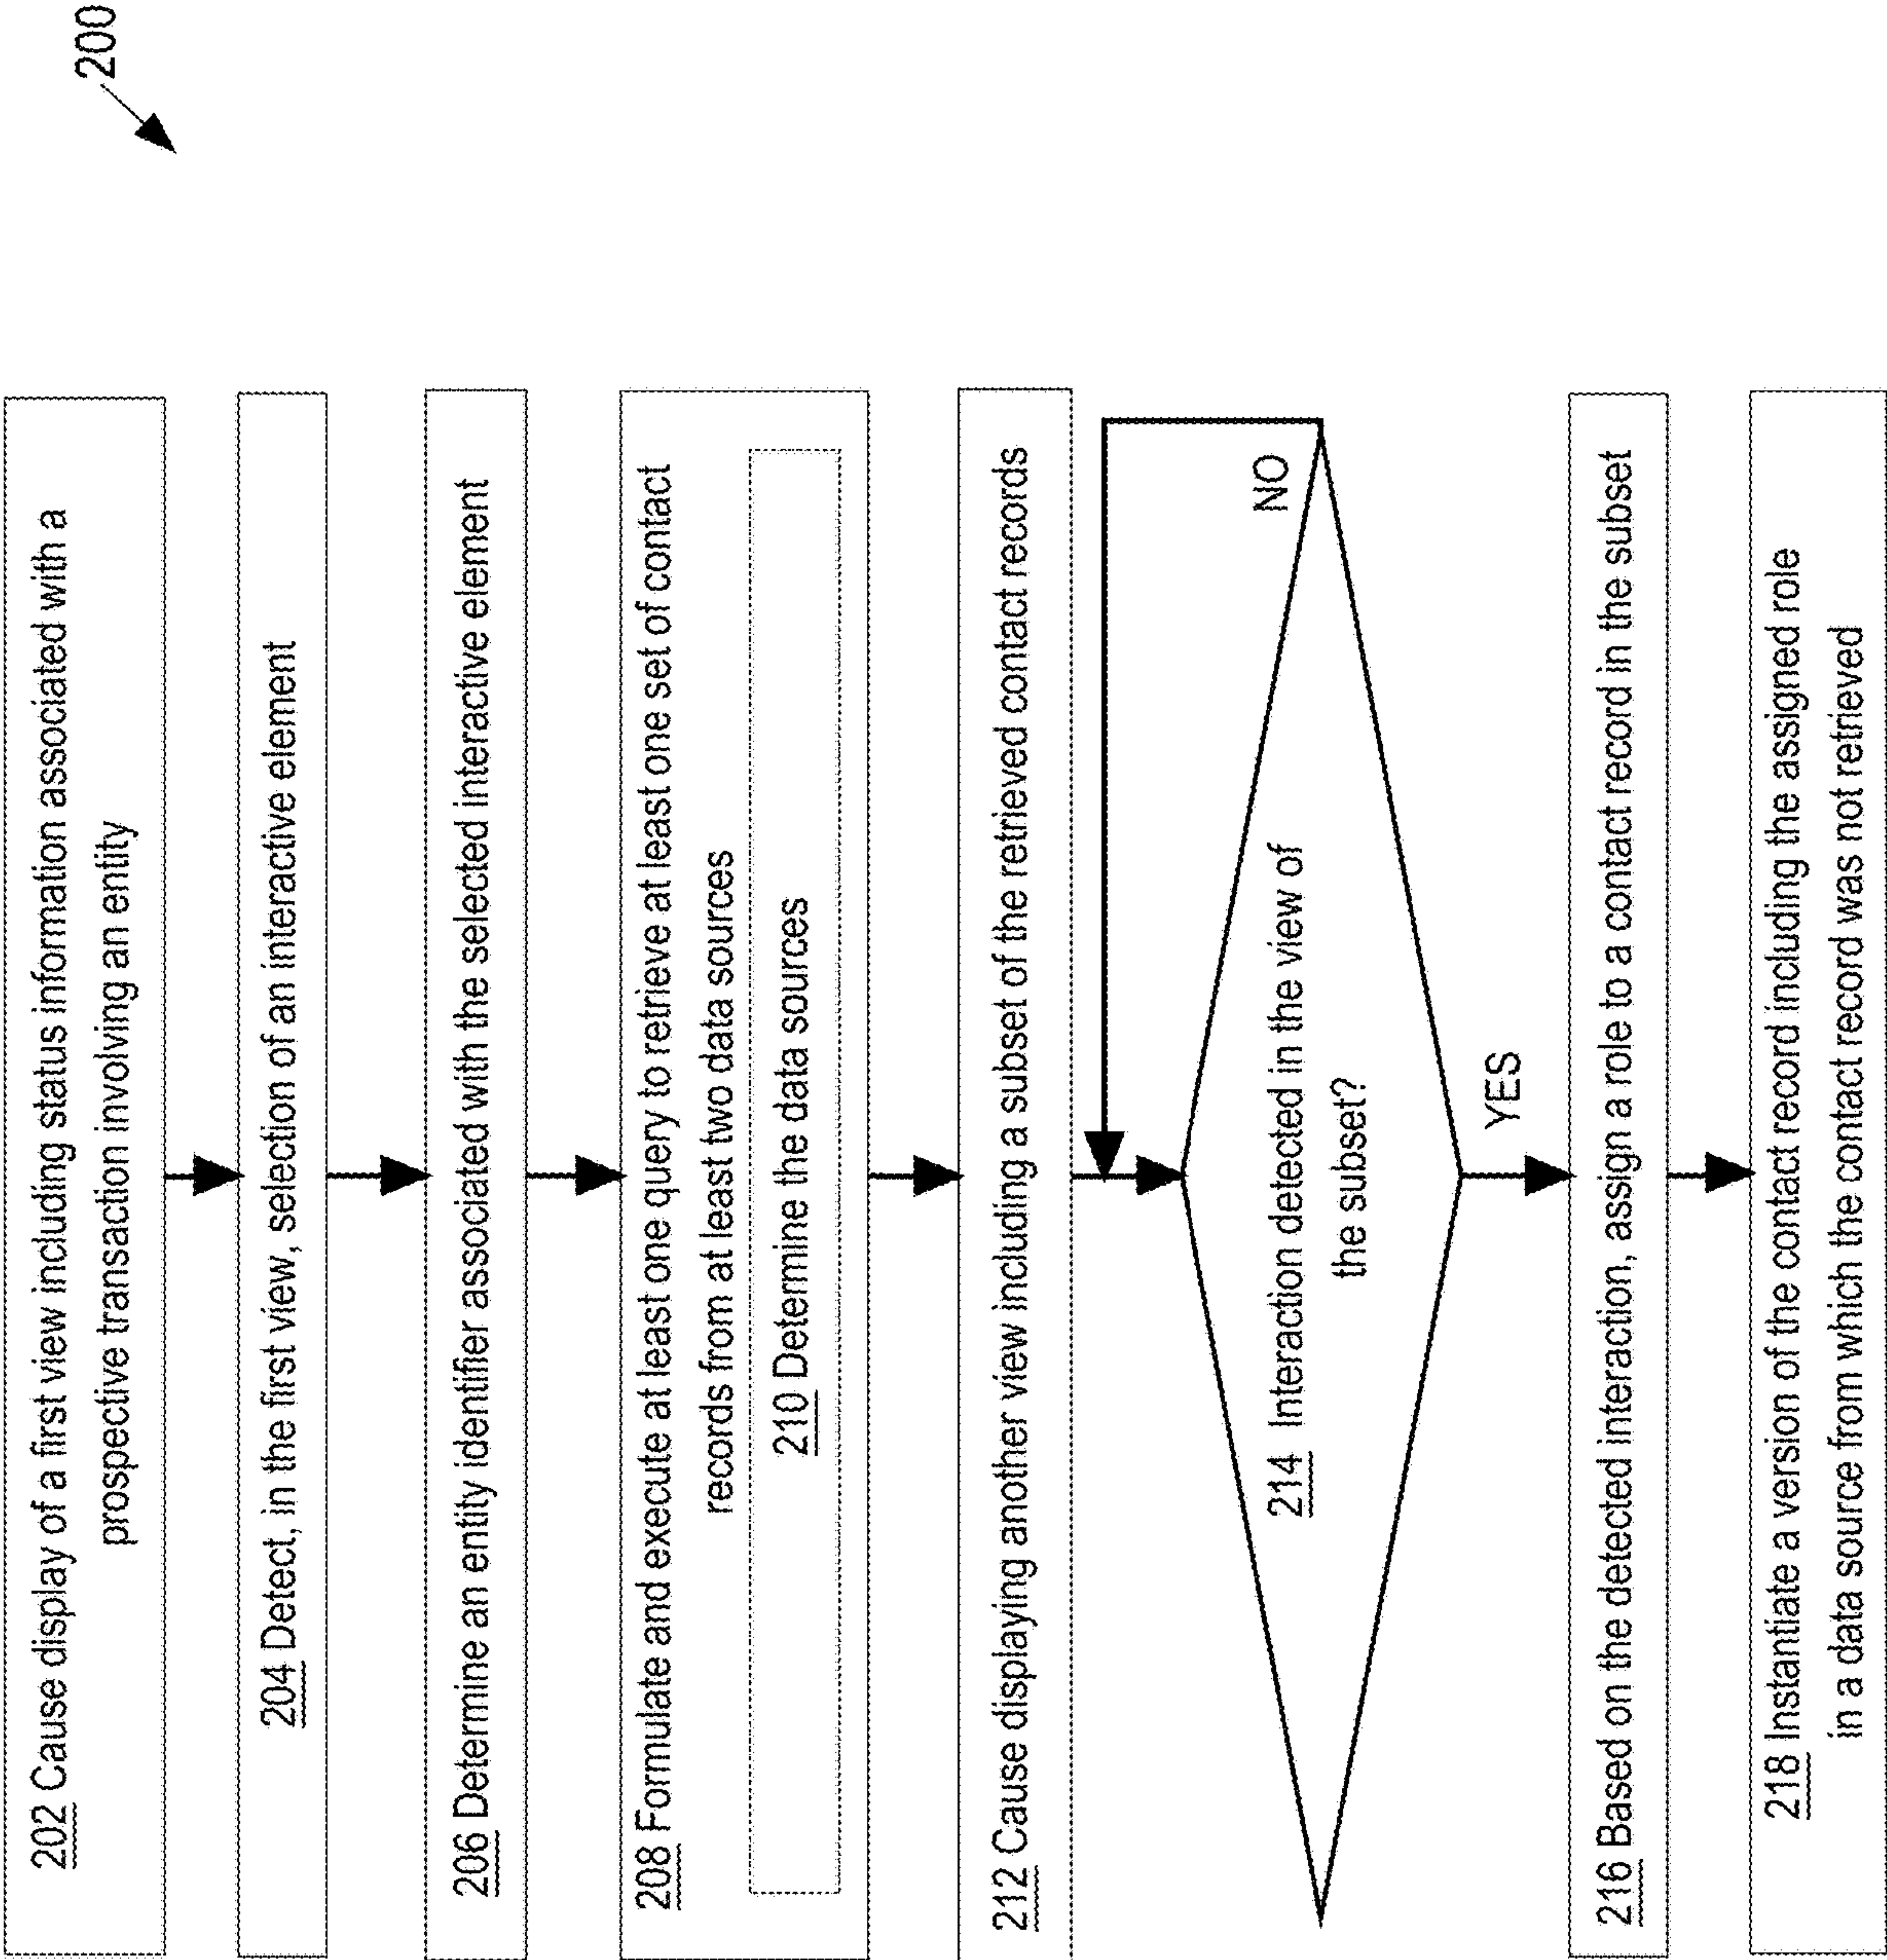 200
202 Cause display of a first view including status information associated with a
prospective transaction involving an entity
204 Detect, in the first view, selection of an interactive element
206 Determine an entity identifier associated with the selected interactive element
208 Formulate and execute at least one query to retrieve at least one set of contact
records from at least two data sources
210 Determine the data sources
212 Cause displaying another view including a subset of the retrieved contact records
214 Interaction detected in the view of
the subset?
NO
YES
216 Based on the detected interaction, assign a role to a contact record in the subset
218 Instantiate a version of the contact record including the assigned role
in a data source from which the contact record was not retrieved